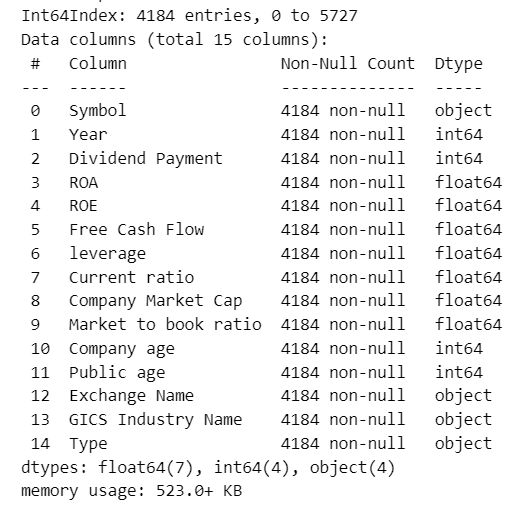 Int64Index: 4184 entries, 0 to 5727
Data columns (total 15 columns):
 #   Column                Non-Null Count  Dtype
---  ------                --------------  -----
 0   Symbol                4184 non-null   object
 1   Year                  4184 non-null   int64
 2   Dividend Payment      4184 non-null   int64
 3   ROA                   4184 non-null   float64
 4   ROE                   4184 non-null   float64
 5   Free Cash Flow        4184 non-null   float64
 6   leverage              4184 non-null   float64
 7   Current ratio         4184 non-null   float64
 8   Company Market Cap    4184 non-null   float64
 9   Market to book ratio  4184 non-null   float64
 10  Company age           4184 non-null   int64
 11  Public age            4184 non-null   int64
 12  Exchange Name         4184 non-null   object
 13  GICS Industry Name    4184 non-null   object
 14  Type                  4184 non-null   object
dtypes: float64(7), int64(4), object(4)
memory usage: 523.0+ KB